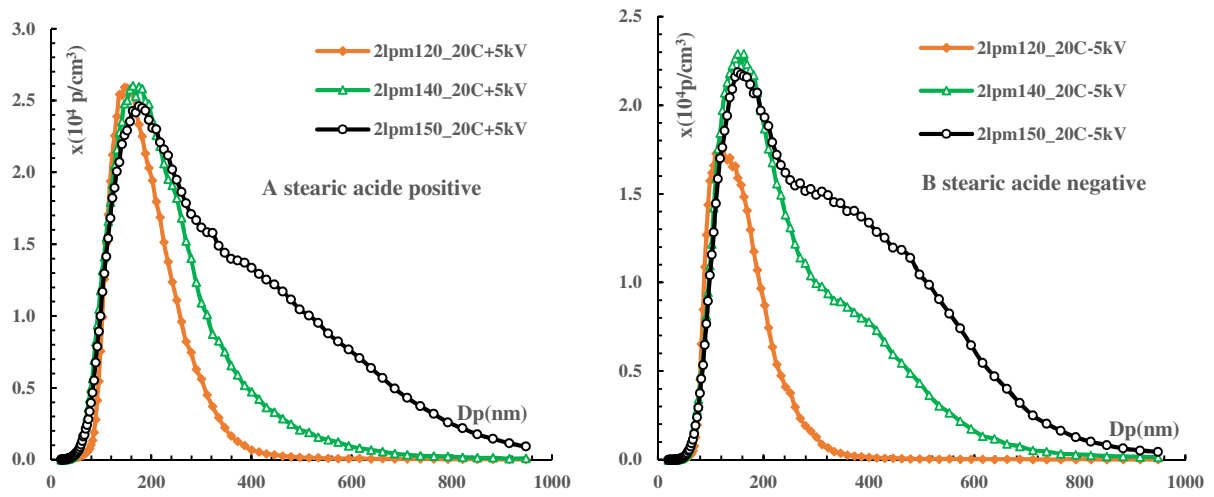 3.0
2.5
2.0
1.5
1.0
0.5
0.0
0
200
400
600
800
1000
x(10⁴ p/cm³)
2lpm120_20C+5kV
2lpm140_20C+5kV
2lpm150_20C+5kV
A stearic acide positive
Dp(nm)
2.5
2.0
1.5
1.0
0.5
0.0
0
200
400
600
800
1000
x(10⁴p/cm³)
2lpm120_20C-5kV
2lpm140_20C-5kV
2lpm150_20C-5kV
B stearic acide negative
Dp(nm)